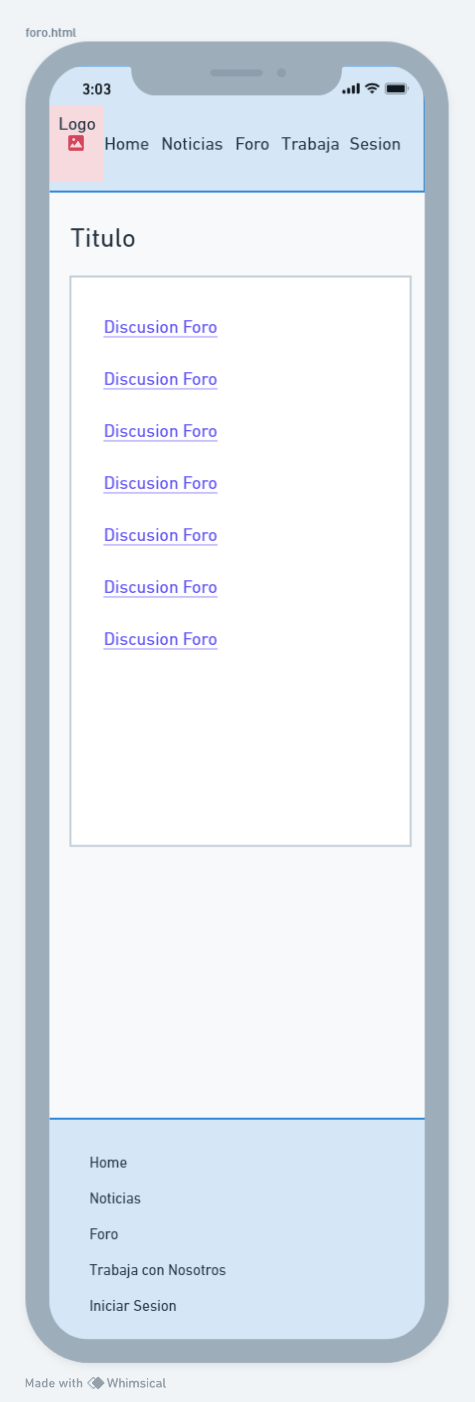 foro.html
3:03
Logo
Home Noticias Foro Trabaja Sesion
Titulo
Discusion Foro
Discusion Foro
Discusion Foro
Discusion Foro
Discusion Foro
Discusion Foro
Discusion Foro
Home
Noticias
Foro
Trabaja con Nosotros
Iniciar Sesion
Made with Whimsical